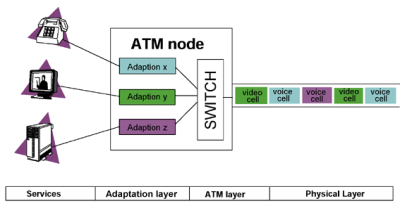 ATM node
Adaption x
Adaption y
Adaption z
SWITCH
video cell
voice cell
voice cell
video cell
voice cell
Services
Adaptation layer
ATM layer
Physical Layer